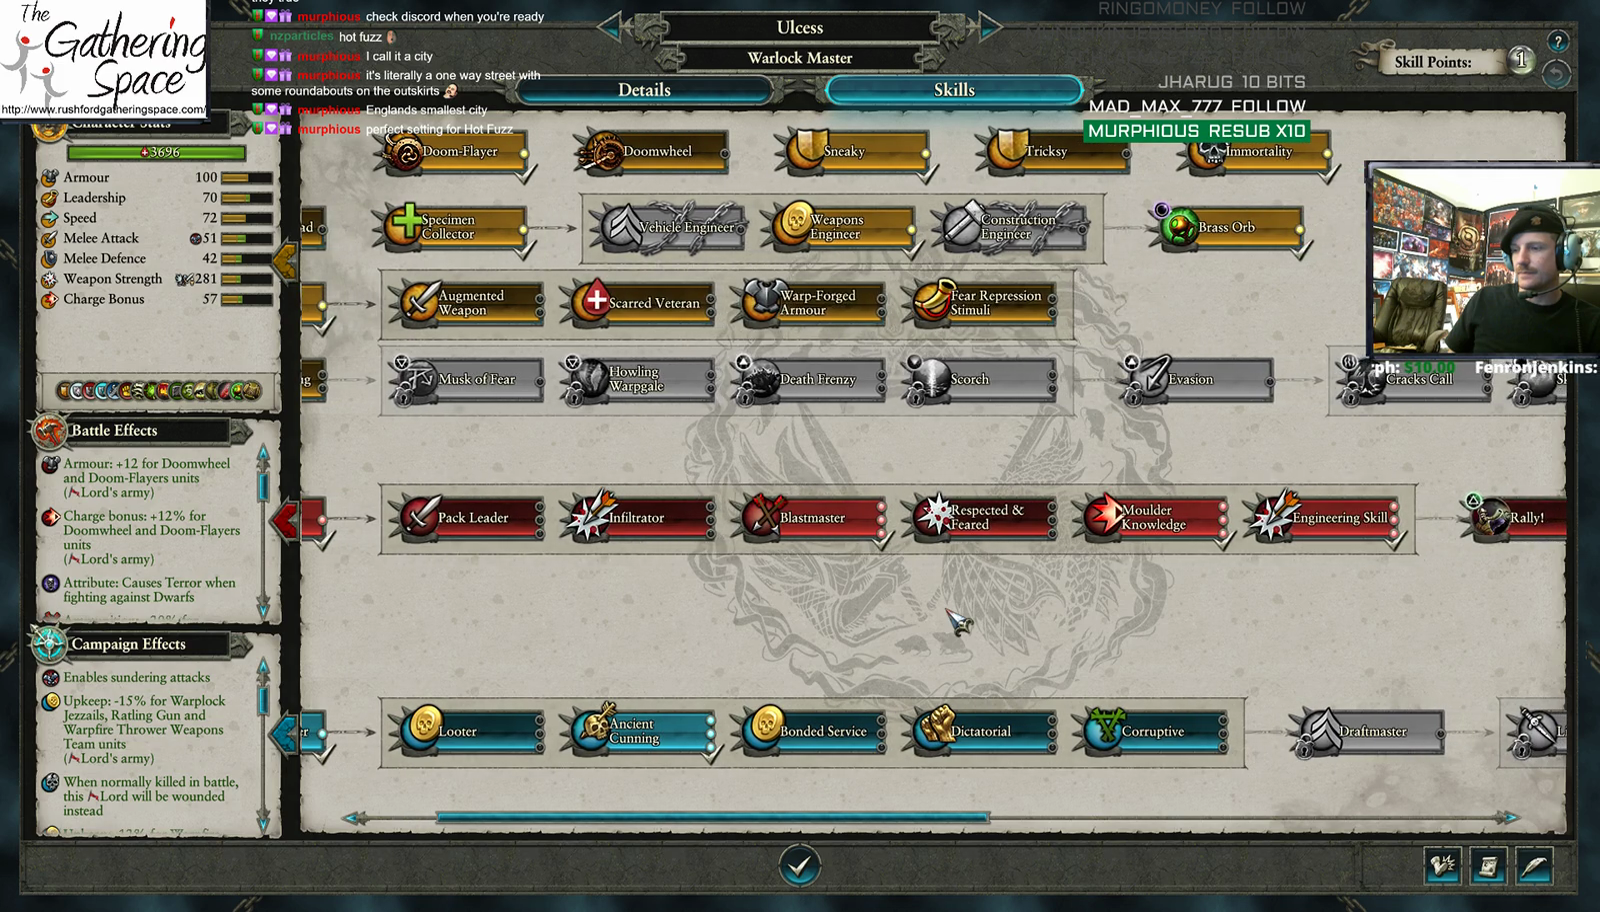 The
Gathering
Space
http://www.rushfordgatheringspace.com/
they true
murphious check discord when you're ready
nzparticles hot fuzz
murphious I call it a city
murphious it's literally a one way street with
some roundabouts on the outskirts
murphious Englands smallest city
murphious perfect setting for Hot Fuzz
Ulcess
Warlock Master
Details
Skills
RINGOMONEY FOLLOW
Skill Points: 1
?
JHARUG 10 BITS
MAD_MAX_777 FOLLOW
MURPHIOUS RESUB X10
ph: $10.00 Fenronjenkins:
Character Stats
3696
Armour 100
Leadership 70
Speed 72
Melee Attack 51
Melee Defence 42
Weapon Strength 281
Charge Bonus 57
Battle Effects
Armour: +12 for Doomwheel
and Doom-Flayers units
(Lord's army)
Charge bonus: +12% for
Doomwheel and Doom-Flayers
units
(Lord's army)
Attribute: Causes Terror when
fighting against Dwarfs
Campaign Effects
Enables sundering attacks
Upkeep: -15% for Warplock
Jezzails, Ratling Gun and
Warpfire Thrower Weapons
Team units
(Lord's army)
When normally killed in battle,
this Lord will be wounded
instead
Doom-Flayer
Doomwheel
Sneaky
Tricksy
Immortality
ad
Specimen
Collector
Vehicle Engineer
Weapons
Engineer
Construction
Engineer
Brass Orb
Augmented
Weapon
Scarred Veteran
Warp-Forged
Armour
Fear Repression
Stimuli
g
Musk of Fear
Howling
Warpgale
Death Frenzy
Scorch
Evasion
Cracks Call
Sk
Pack Leader
Infiltrator
Blastmaster
Respected &
Feared
Moulder
Knowledge
Engineering Skill
Rally!
r
Looter
Ancient
Cunning
Bonded Service
Dictatorial
Corruptive
Draftmaster
Li